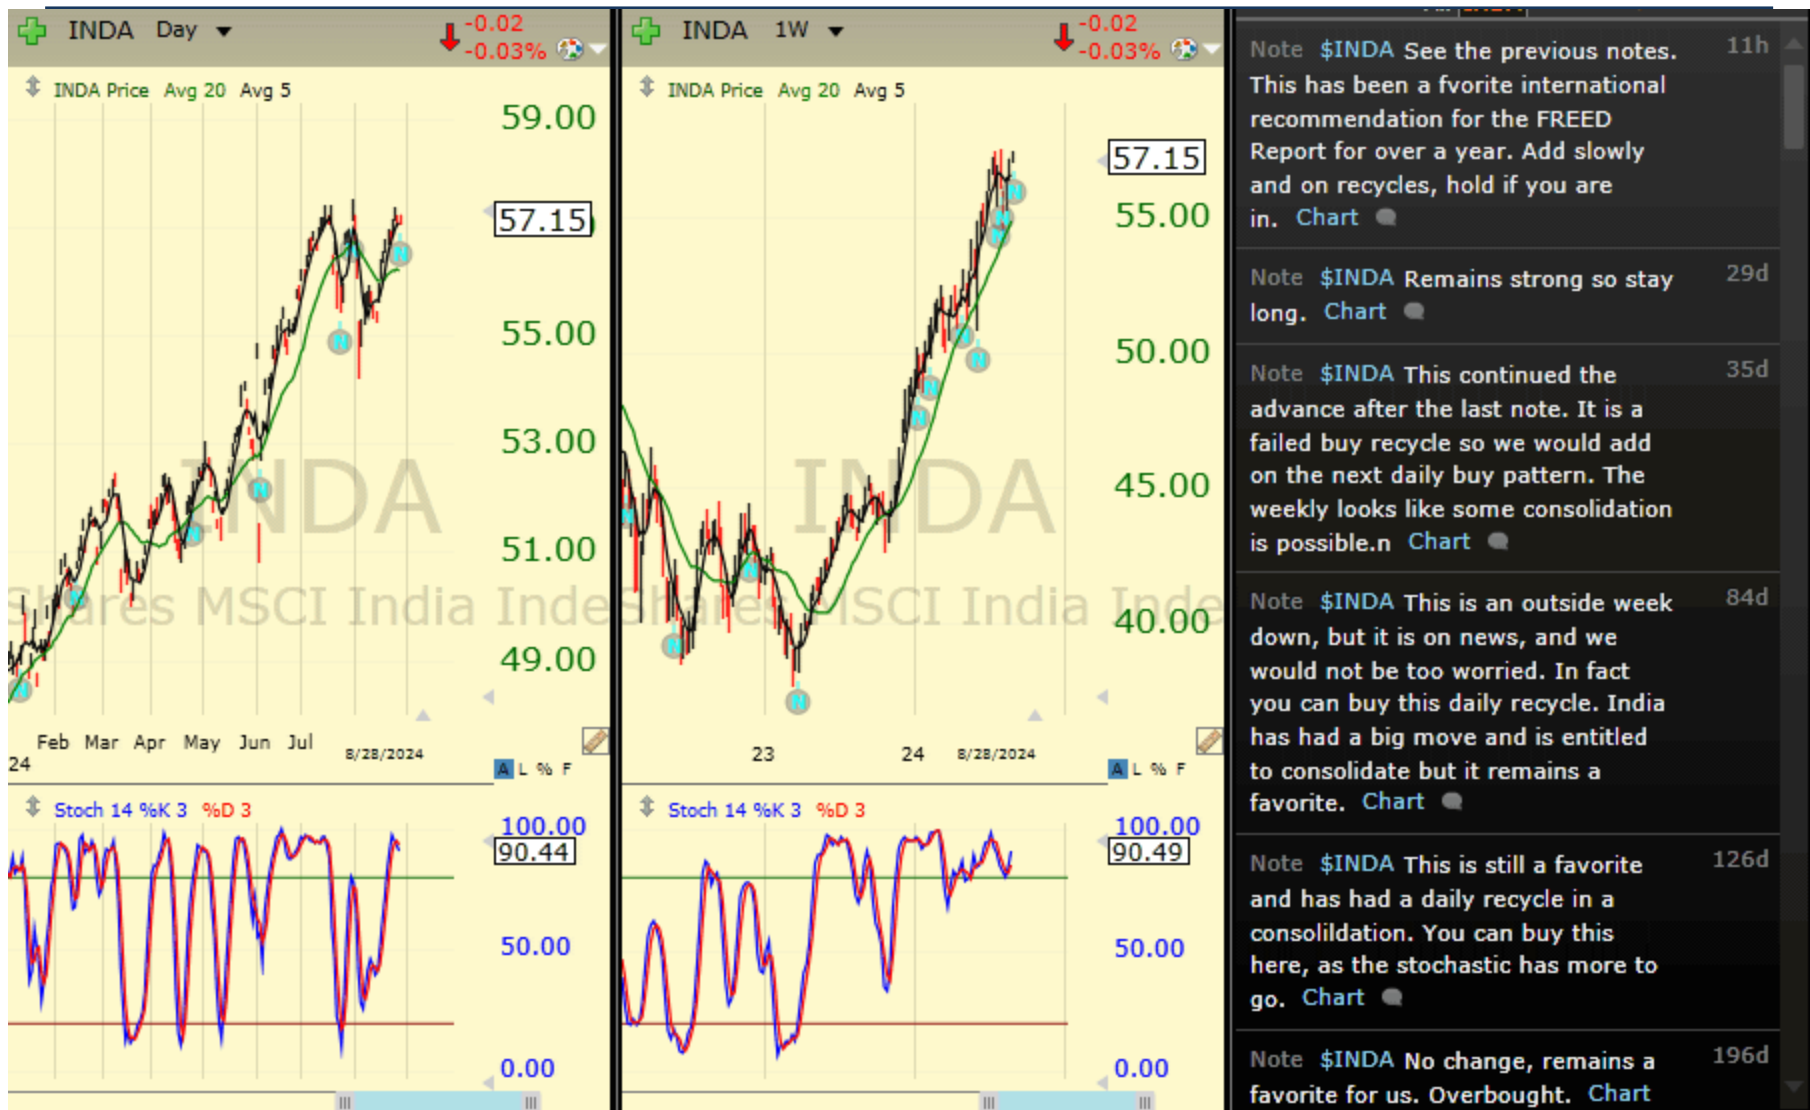 INDA Day
-0.02
-0.03%
INDA Price Avg 20 Avg 5
59.00
57.15
55.00
53.00
51.00
49.00
INDA
Shares MSCI India Inde
Feb Mar Apr May Jun Jul
8/28/2024
24
A L % F
Stoch 14 %K 3 %D 3
100.00
90.44
50.00
0.00
INDA 1W
-0.02
-0.03%
INDA Price Avg 20 Avg 5
57.15
55.00
50.00
45.00
40.00
INDA
Shares MSCI India Inde
23 24 8/28/2024
A L % F
Stoch 14 %K 3 %D 3
100.00
90.49
50.00
0.00
Note $INDA See the previous notes. 11h
This has been a fvorite international
recommendation for the FREED
Report for over a year. Add slowly
and on recycles, hold if you are
in. Chart
Note $INDA Remains strong so stay 29d
long. Chart
Note $INDA This continued the 35d
advance after the last note. It is a
failed buy recycle so we would add
on the next daily buy pattern. The
weekly looks like some consolidation
is possible.n Chart
Note $INDA This is an outside week 84d
down, but it is on news, and we
would not be too worried. In fact
you can buy this daily recycle. India
has had a big move and is entitled
to consolidate but it remains a
favorite. Chart
Note $INDA This is still a favorite 126d
and has had a daily recycle in a
consolildation. You can buy this
here, as the stochastic has more to
go. Chart
Note $INDA No change, remains a 196d
favorite for us. Overbought. Chart